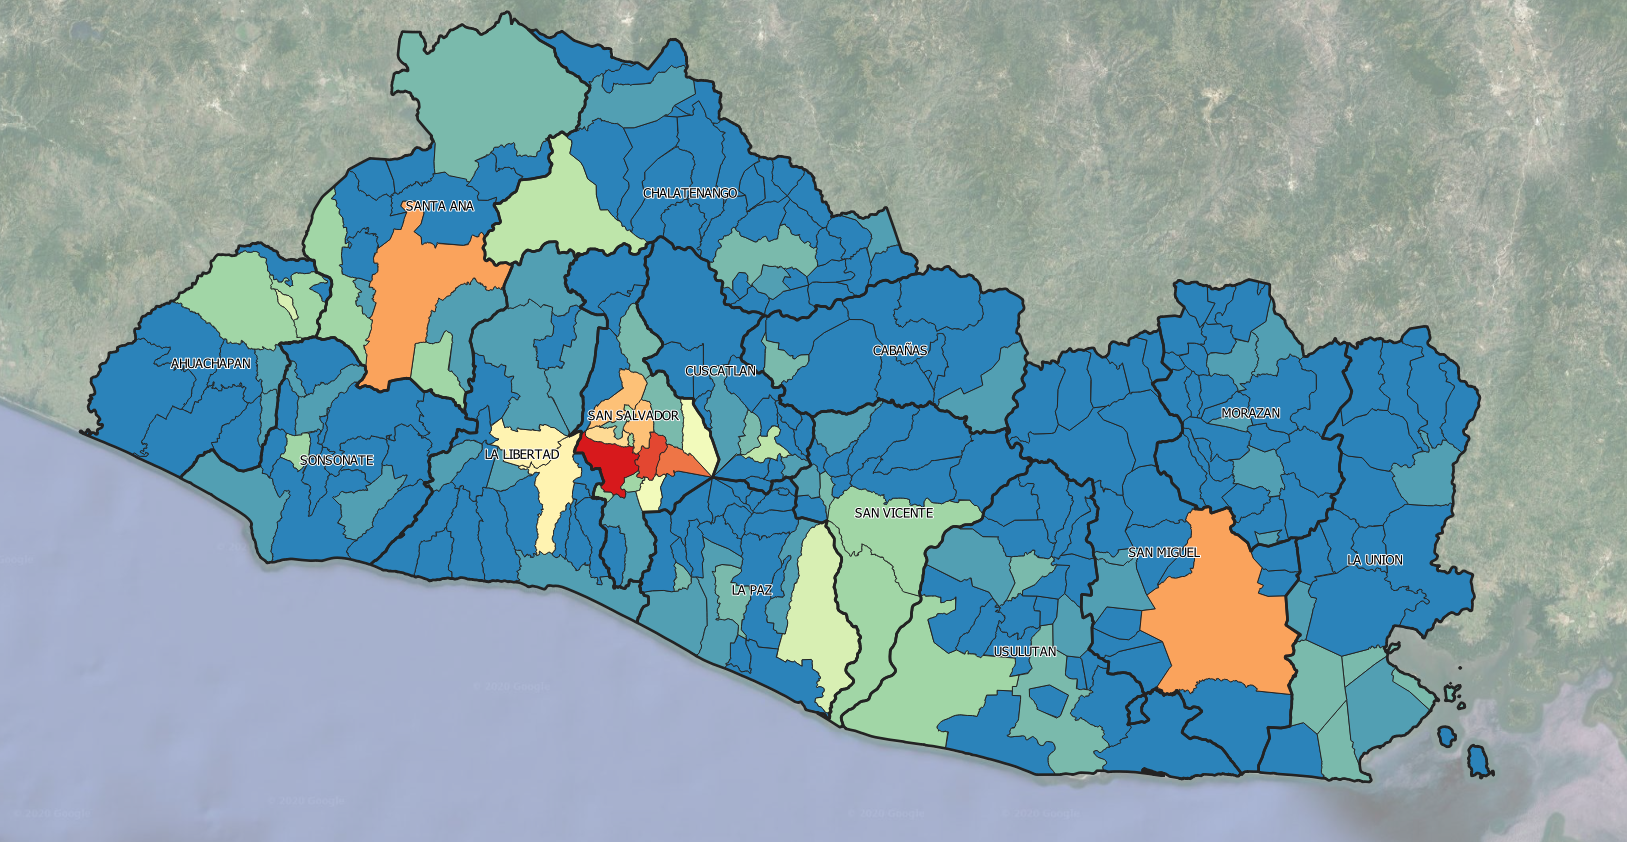 CHALATENANGO
SANTA ANA
CABAÑAS
AHUACHAPAN
CUSCATLAN
MORAZAN
SAN SALVADOR
LA LIBERTAD
SONSONATE
SAN VICENTE
SAN MIGUEL
LA UNION
LA PAZ
USULUTAN